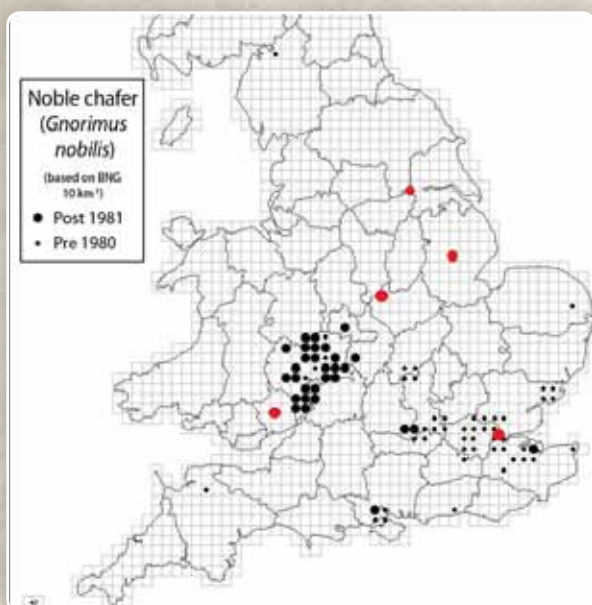 Noble chafer
(Gnorimus
nobilis)
(based on BNG
10 km²)
Post 1981
Pre 1980